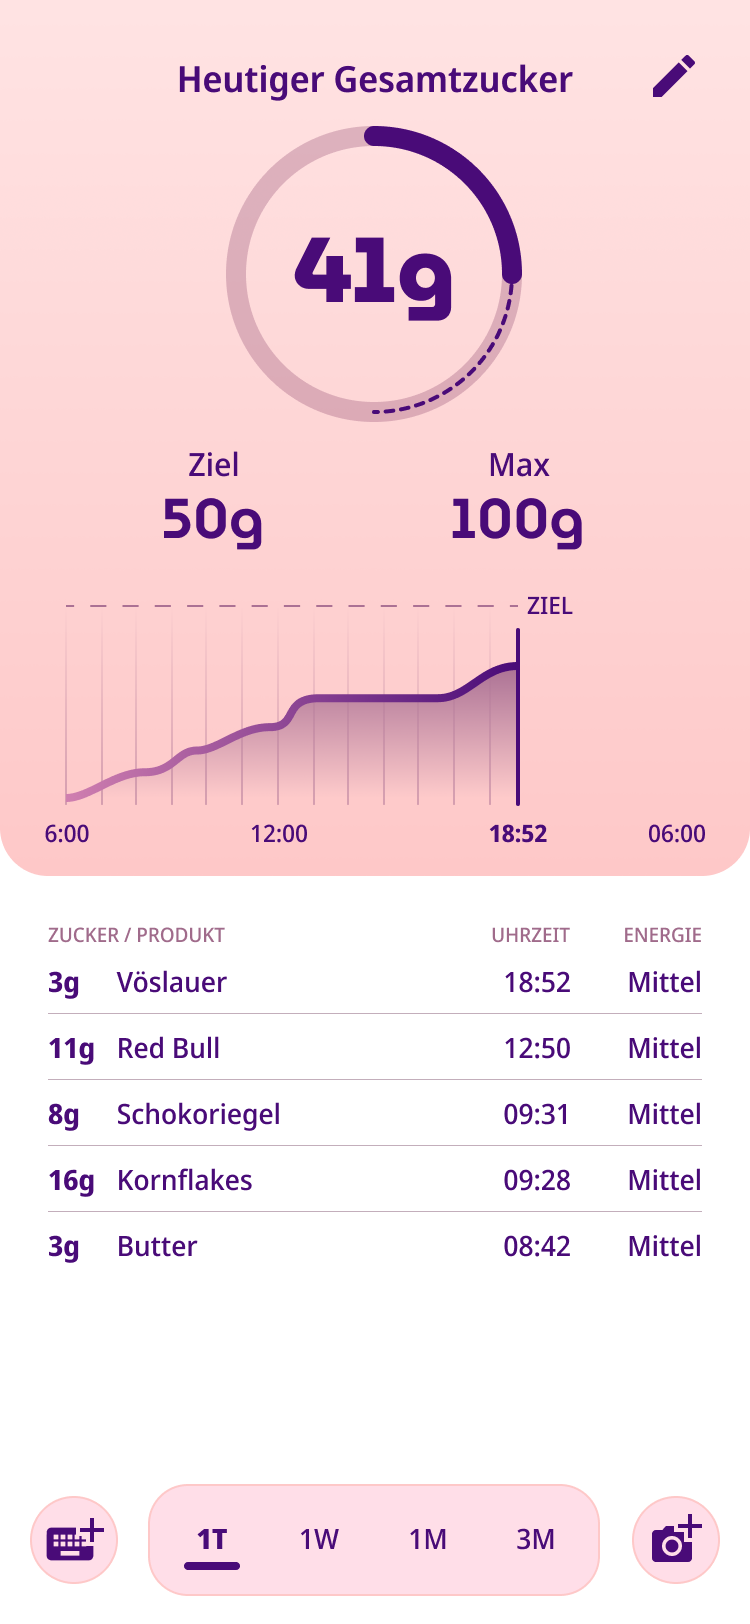 Heutiger Gesamtzucker
41g
Ziel Max
50g 100g
ZIEL
6:00 12:00 18:52 06:00
ZUCKER / PRODUKT UHRZEIT ENERGIE
3g Vöslauer 18:52 Mittel
11g Red Bull 12:50 Mittel
8g Schokoriegel 09:31 Mittel
16g Kornflakes 09:28 Mittel
3g Butter 08:42 Mittel
1T 1W 1M 3M